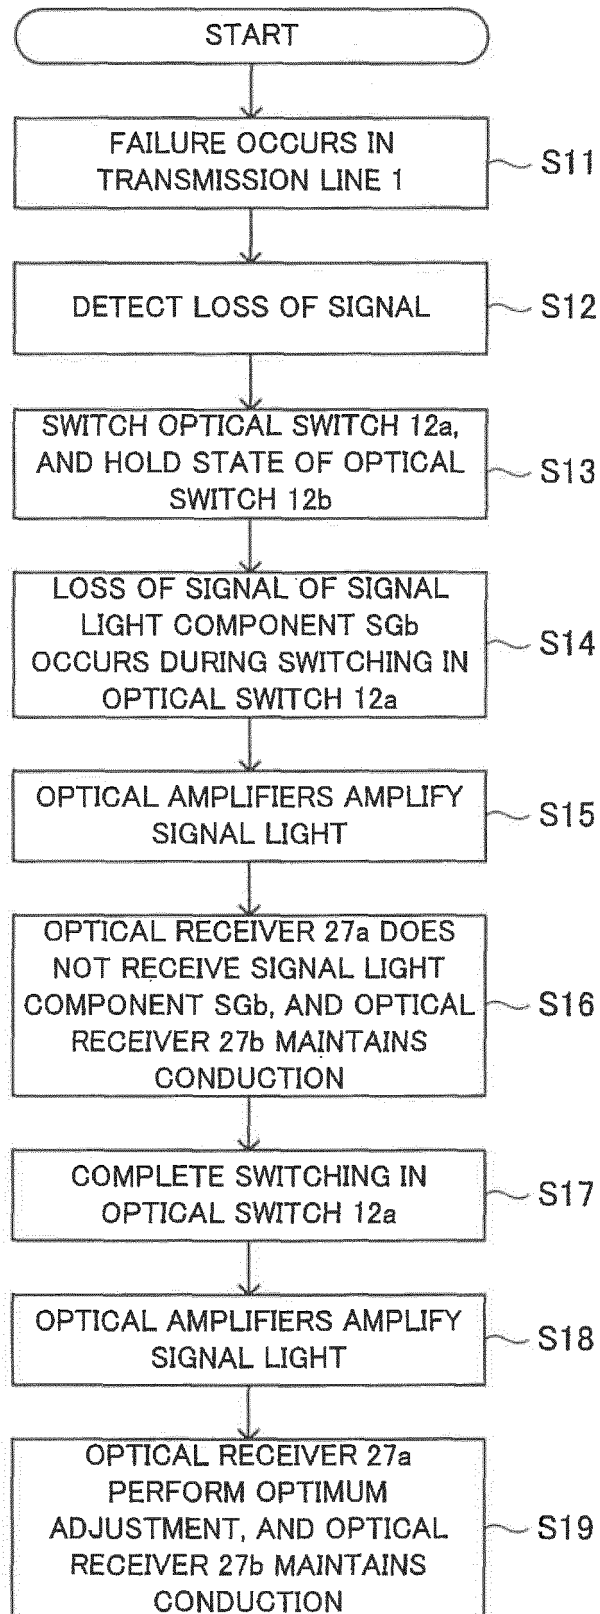 START
FAILURE OCCURS IN
TRANSMISSION LINE 1
S11
DETECT LOSS OF SIGNAL
S12
SWITCH OPTICAL SWITCH 12a,
AND HOLD STATE OF OPTICAL
SWITCH 12b
S13
LOSS OF SIGNAL OF SIGNAL
LIGHT COMPONENT SGb
OCCURS DURING SWITCHING IN
OPTICAL SWITCH 12a
S14
OPTICAL AMPLIFIERS AMPLIFY
SIGNAL LIGHT
S15
OPTICAL RECEIVER 27a DOES
NOT RECEIVE SIGNAL LIGHT
COMPONENT SGb, AND OPTICAL
RECEIVER 27b MAINTAINS
CONDUCTION
S16
COMPLETE SWITCHING IN
OPTICAL SWITCH 12a
S17
OPTICAL AMPLIFIERS AMPLIFY
SIGNAL LIGHT
S18
OPTICAL RECEIVER 27a
PERFORM OPTIMUM
ADJUSTMENT, AND OPTICAL
RECEIVER 27b MAINTAINS
CONDUCTION
S19